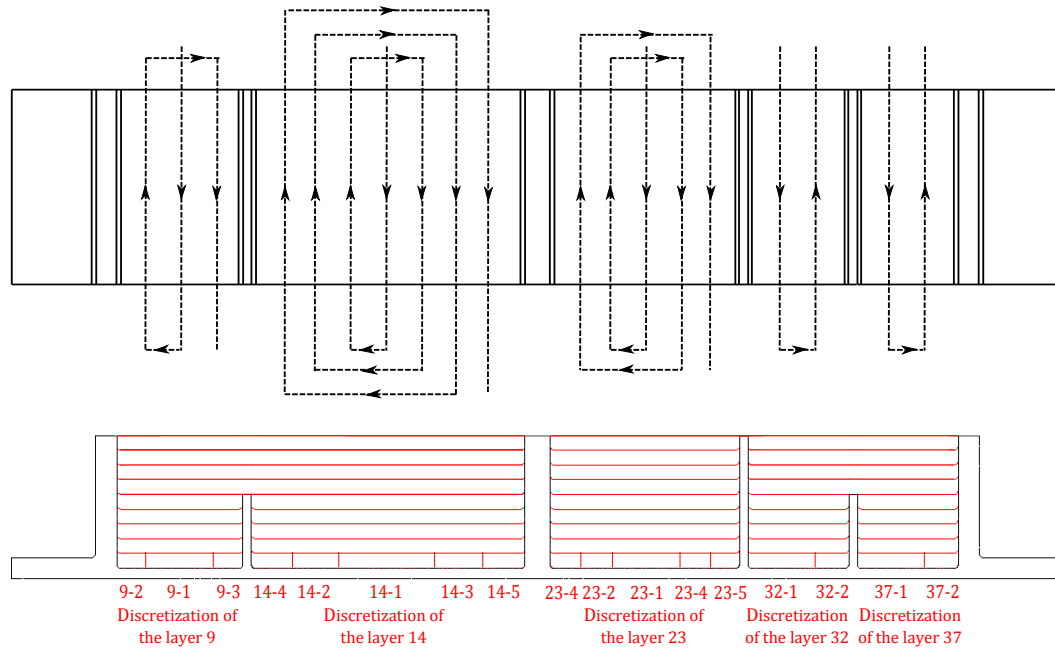 9-2 9-1 9-3 14-4 14-2 14-1 14-3 14-5 23-4 23-2 23-1 23-4 23-5 32-1 32-2 37-1 37-2
Discretization of
the layer 9
Discretization of
the layer 14
Discretization of
the layer 23
Discretization
of the layer 32
Discretization
of the layer 37